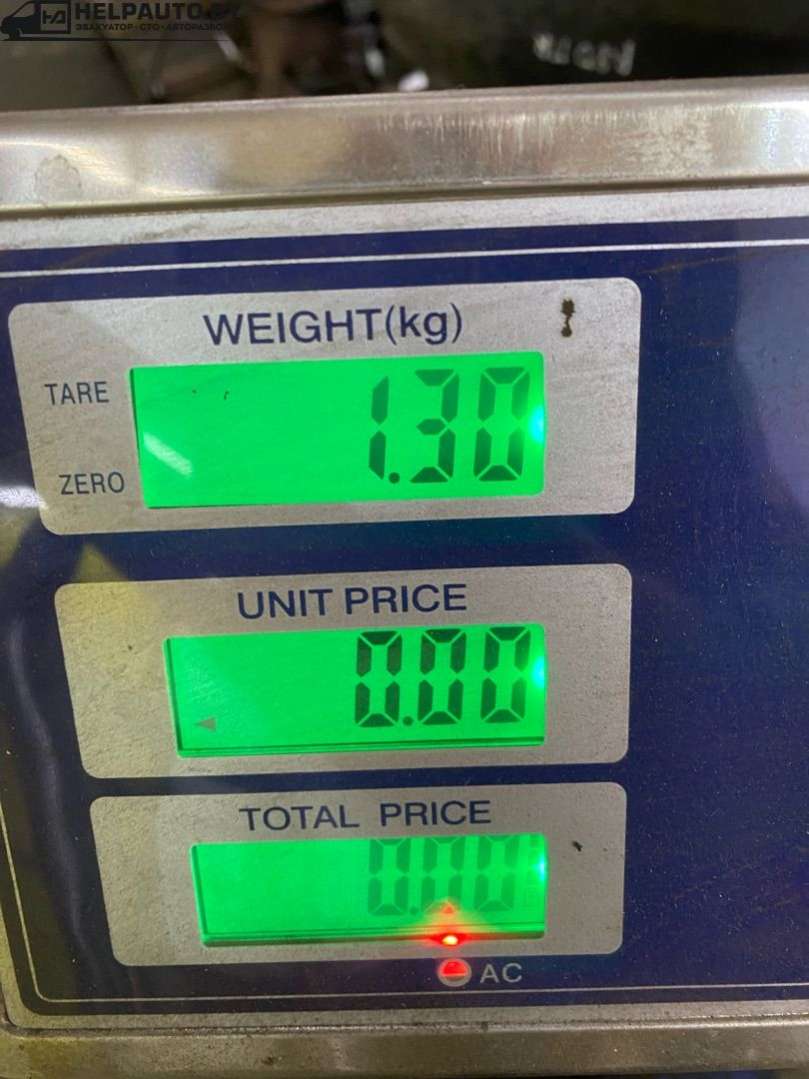 HELPAUTO.BY
ЭВАКУАТОР · СТО · АВТОРАЗБОР
WEIGHT(kg)
TARE
1.30
ZERO
UNIT PRICE
0.00
TOTAL PRICE
0.00
AC